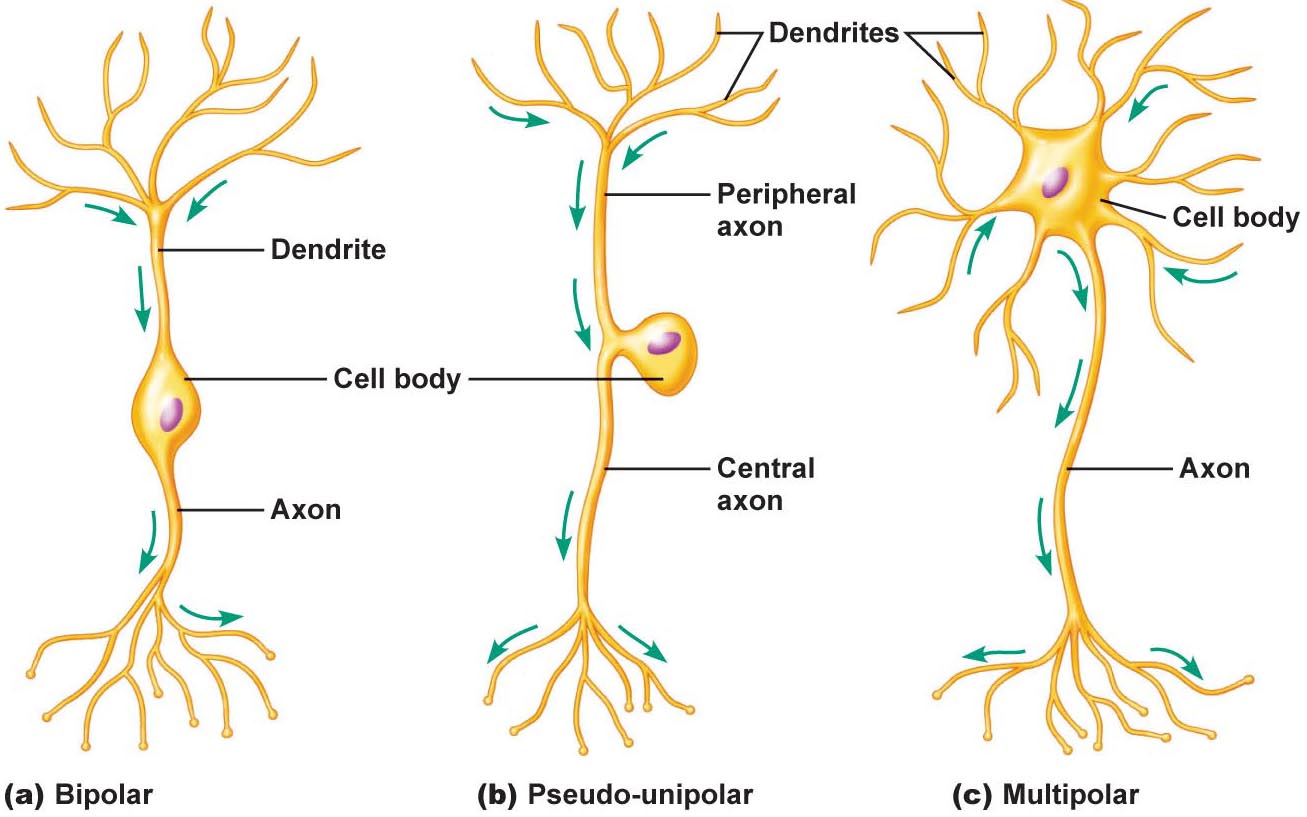 Dendrites
Peripheral
axon
Dendrite
Cell body
Cell body
Central
axon
Axon
Axon
(a) Bipolar
(b) Pseudo-unipolar
(c) Multipolar